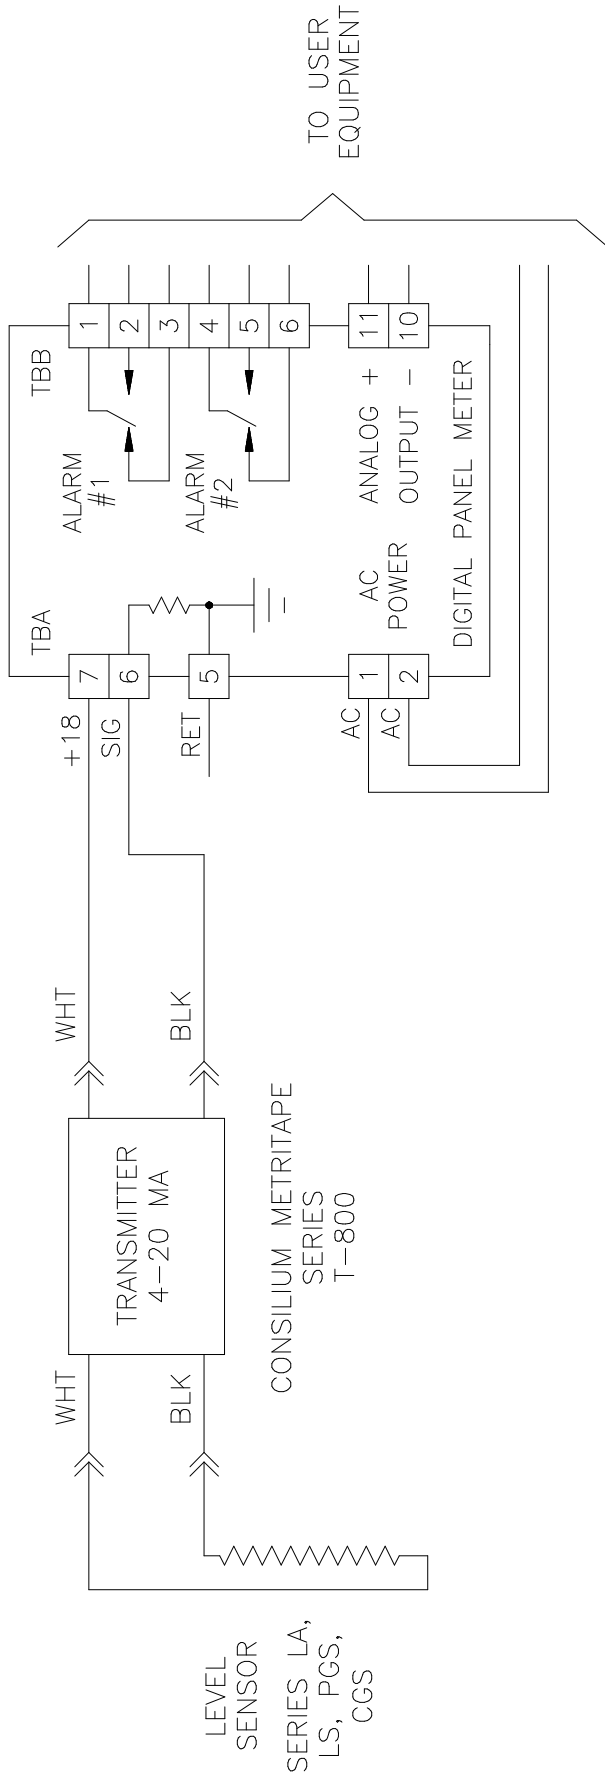 LEVEL
SENSOR
SERIES LA,
LS, PGS,
CGS
WHT
BLK
TRANSMITTER
4-20 MA
CONSILIUM METRITAPE
SERIES
T-800
WHT
BLK
+18
SIG
RET
AC
AC
TBA
7
6
5
1
2
AC
POWER
DIGITAL PANEL METER
ALARM
#1
ALARM
#2
ANALOG +
OUTPUT -
TBB
1
2
3
4
5
6
11
10
TO USER
EQUIPMENT